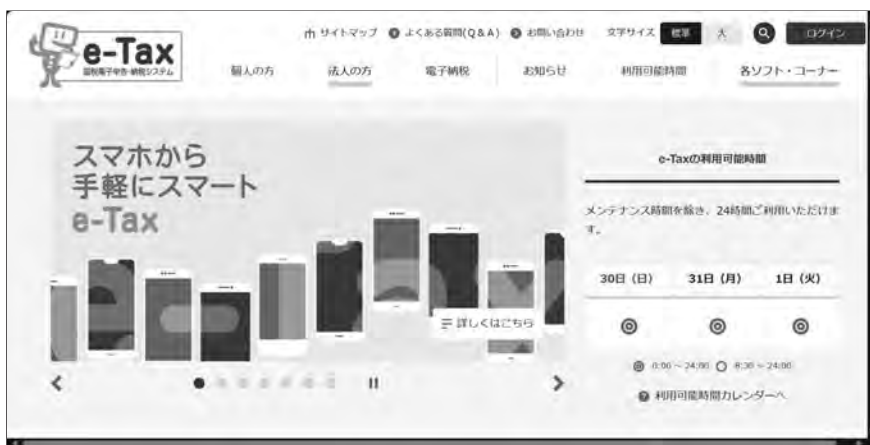 サイトマップ よくある質問(Q&A) お問い合わせ 文字サイズ 標準 大 ログイン
e-Tax
国税電子申告・納税システム
個人の方 法人の方 電子納税 お知らせ 利用可能時間 各ソフト・コーナー
スマホから
手軽にスマート
e-Tax
詳しくはこちら
e-Taxの利用可能時間
メンテナンス時間を除き、24時間ご利用いただけま
す。
30日（日） 31日（月） 1日（火）
◎ ◎ ◎
◎ 0:00～24:00 ○ 8:30～24:00
利用可能時間カレンダーへ